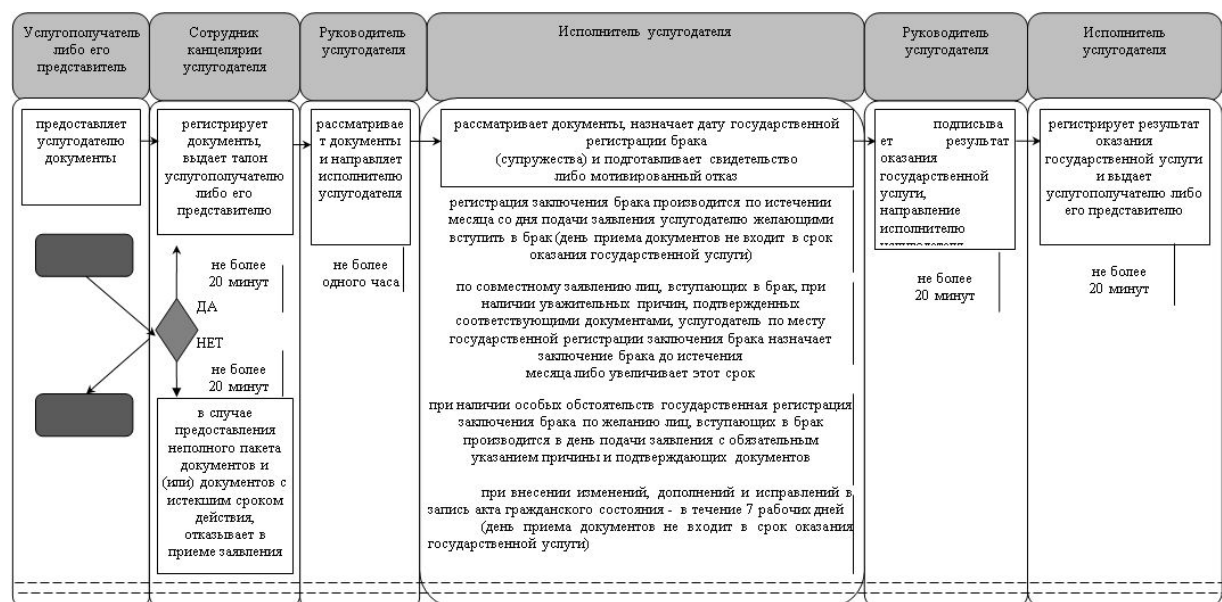 Услугополучатель
либо его
представитель
Сотрудник
канцелярии
услугодателя
Руководитель
услугодателя
Исполнитель услугодателя
Руководитель
услугодателя
Исполнитель
услугодателя
предоставляет
услугодателю
документы
регистрирует
документы,
выдает талон
услугополучателю
либо его
представителю
не более
20 минут
ДА
НЕТ
не более
20 минут
в случае
предоставления
неполного пакета
документов и
(или) документов с
истекшим сроком
действия,
отказывает в
приеме заявления
рассматривае
т документы
и направляет
исполнителю
услугодателя
не более
одного часа
рассматривает документы, назначает дату государственной
регистрации брака
(супружества) и подготавливает свидетельство
либо мотивированный отказ
регистрация заключения брака производится по истечении
месяца со дня подачи заявления услугодателю желающими
вступить в брак (день приема документов не входит в срок
оказания государственной услуги)
по совместному заявлению лиц, вступающих в брак, при
наличии уважительных причин, подтвержденных
соответствующими документами, услугодатель по месту
государственной регистрации заключения брака назначает
заключение брака до истечения
месяца либо увеличивает этот срок
при наличии особых обстоятельств государственная регистрация
заключения брака по желанию лиц, вступающих в брак
производится в день подачи заявления с обязательным
указанием причины и подтверждающих документов
при внесении изменений, дополнений и исправлений в
запись акта гражданского состояния - в течение 7 рабочих дней
(день приема документов не входит в срок оказания
государственной услуги)
подписыва
ет результат
оказания
государственной
услуги,
направление
исполнителю
не более
20 минут
регистрирует результат
оказания
государственной услуги
и выдает
услугополучателю либо
его представителю
не более
20 минут